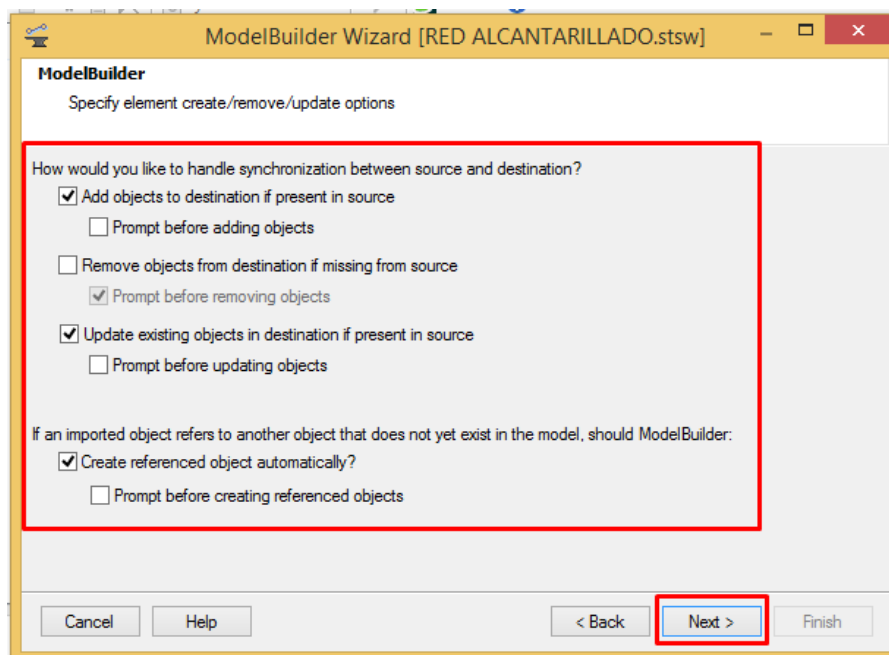 ModelBuilder Wizard [RED ALCANTARILLADO.stsw]
ModelBuilder
Specify element create/remove/update options
How would you like to handle synchronization between source and destination?
Add objects to destination if present in source
Prompt before adding objects
Remove objects from destination if missing from source
Prompt before removing objects
Update existing objects in destination if present in source
Prompt before updating objects
If an imported object refers to another object that does not yet exist in the model, should ModelBuilder:
Create referenced object automatically?
Prompt before creating referenced objects
Cancel Help < Back Next > Finish